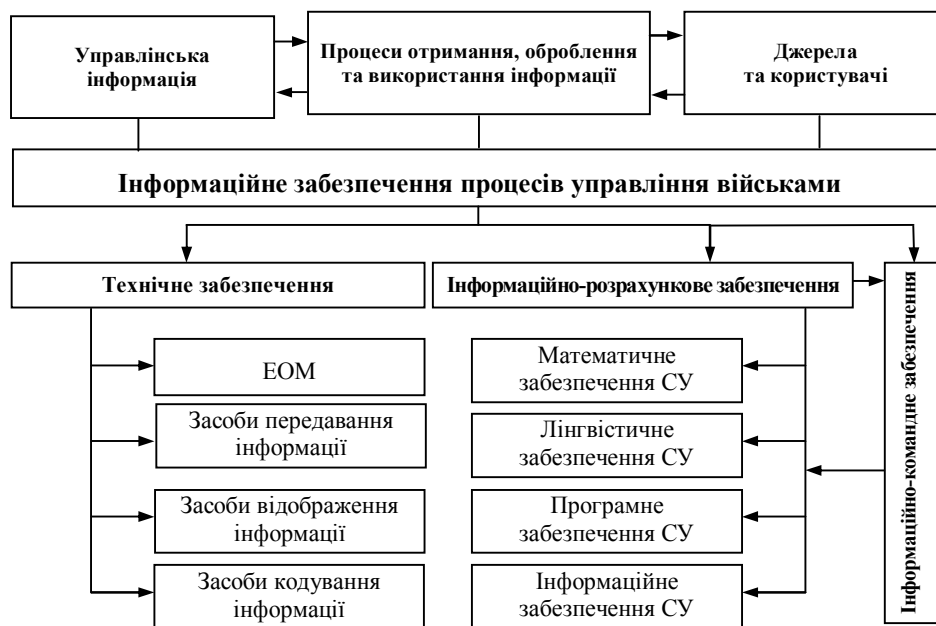 Управлінська
інформація
Процеси отримання, оброблення
та використання інформації
Джерела
та користувачі
Інформаційне забезпечення процесів управління військами
Технічне забезпечення
Інформаційно-розрахункове забезпечення
Інформаційно-командне забезпечення
ЕОМ
Засоби передавання
інформації
Засоби відображення
інформації
Засоби кодування
інформації
Математичне
забезпечення СУ
Лінгвістичне
забезпечення СУ
Програмне
забезпечення СУ
Інформаційне
забезпечення СУ